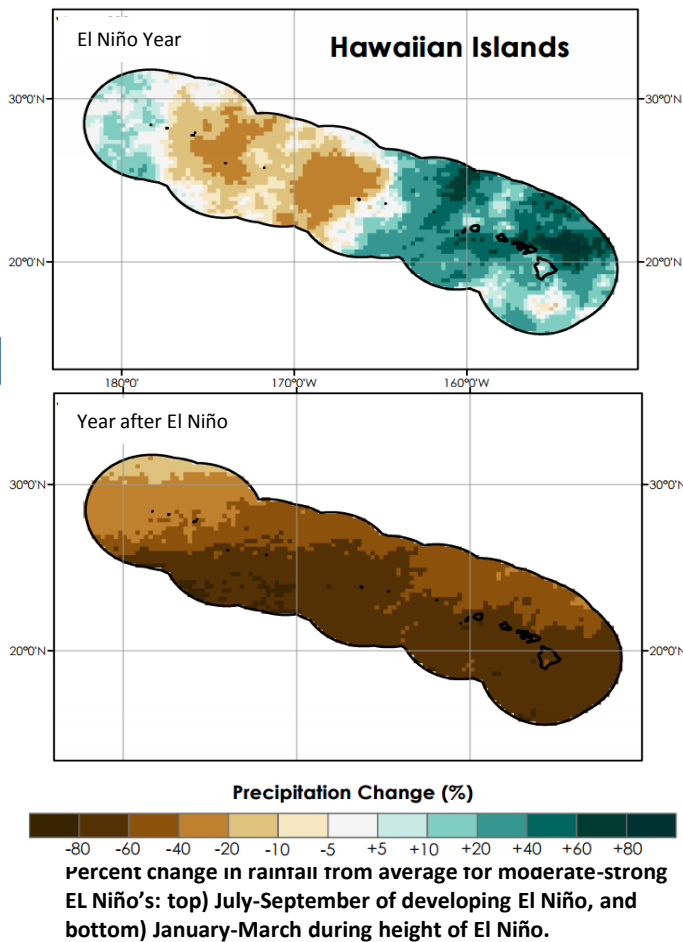 El Niño Year
Hawaiian Islands
30°0'N
30°0'N
20°0'N
20°0'N
180°0'
170°0'W
160°0'W
Year after El Niño
30°0'N
30°0'N
20°0'N
20°0'N
Precipitation Change (%)
-80 -60 -40 -20 -10 -5 +5 +10 +20 +40 +60 +80
Percent change in rainfall from average for moderate-strong
EL Niño’s: top) July-September of developing El Niño, and
bottom) January-March during height of El Niño.